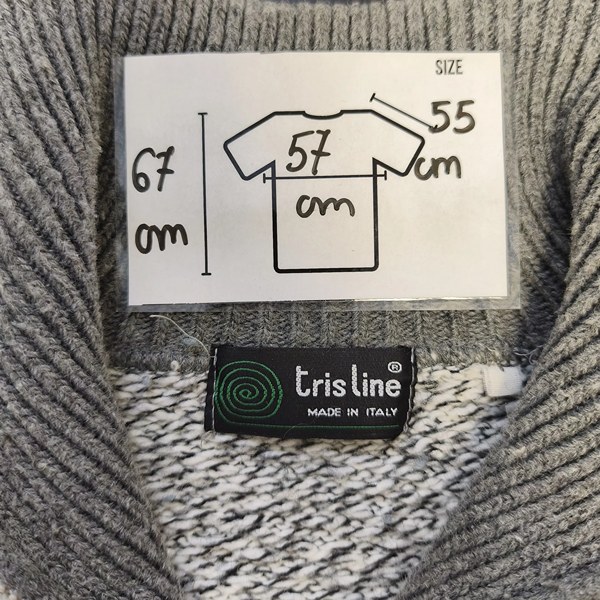 SIZE
55
cm
57
cm
67
cm
tris line®
MADE IN ITALY